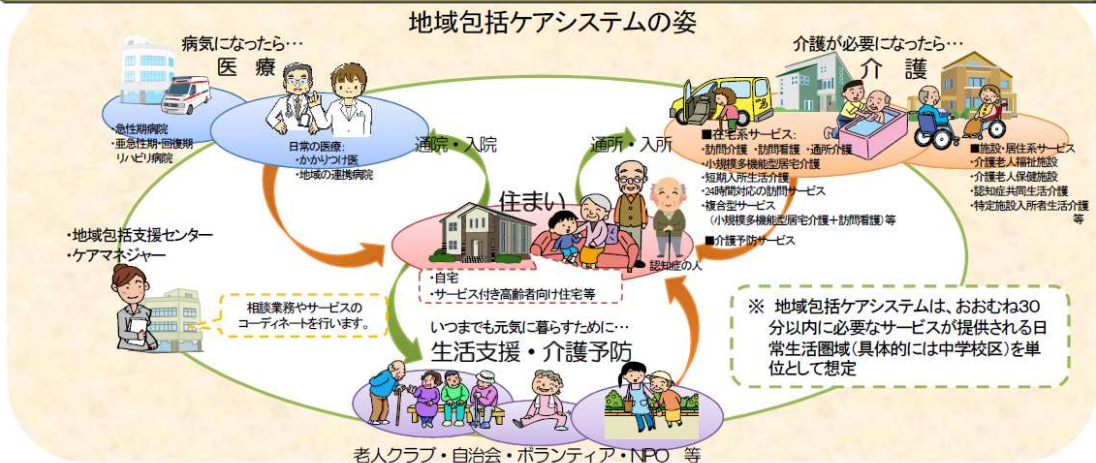 地域包括ケアシステムの姿
病気になったら…
医 療
・急性期病院
・亜急性期・回復期
リハビリ病院
日常の医療:
・かかりつけ医
・地域の連携病院
通院・入院
介護が必要になったら…
介 護
通所・入所
■在宅系サービス:
・訪問介護 ・訪問看護 ・通所介護
・小規模多機能型居宅介護
・短期入所生活介護
・24時間対応の訪問サービス
・複合型サービス
（小規模多機能型居宅介護＋訪問看護）等
■介護予防サービス
■施設・居住系サービス
・介護老人福祉施設
・介護老人保健施設
・認知症共同生活介護
・特定施設入所者生活介護
等
住まい
認知症の人
・自宅
・サービス付き高齢者向け住宅等
・地域包括支援センター
・ケアマネジャー
相談業務やサービスの
コーディネートを行います。
いつまでも元気に暮らすために…
生活支援・介護予防
老人クラブ・自治会・ボランティア・NPO 等
※ 地域包括ケアシステムは、おおむね30
分以内に必要なサービスが提供される日
常生活圏域（具体的には中学校区）を単
位として想定